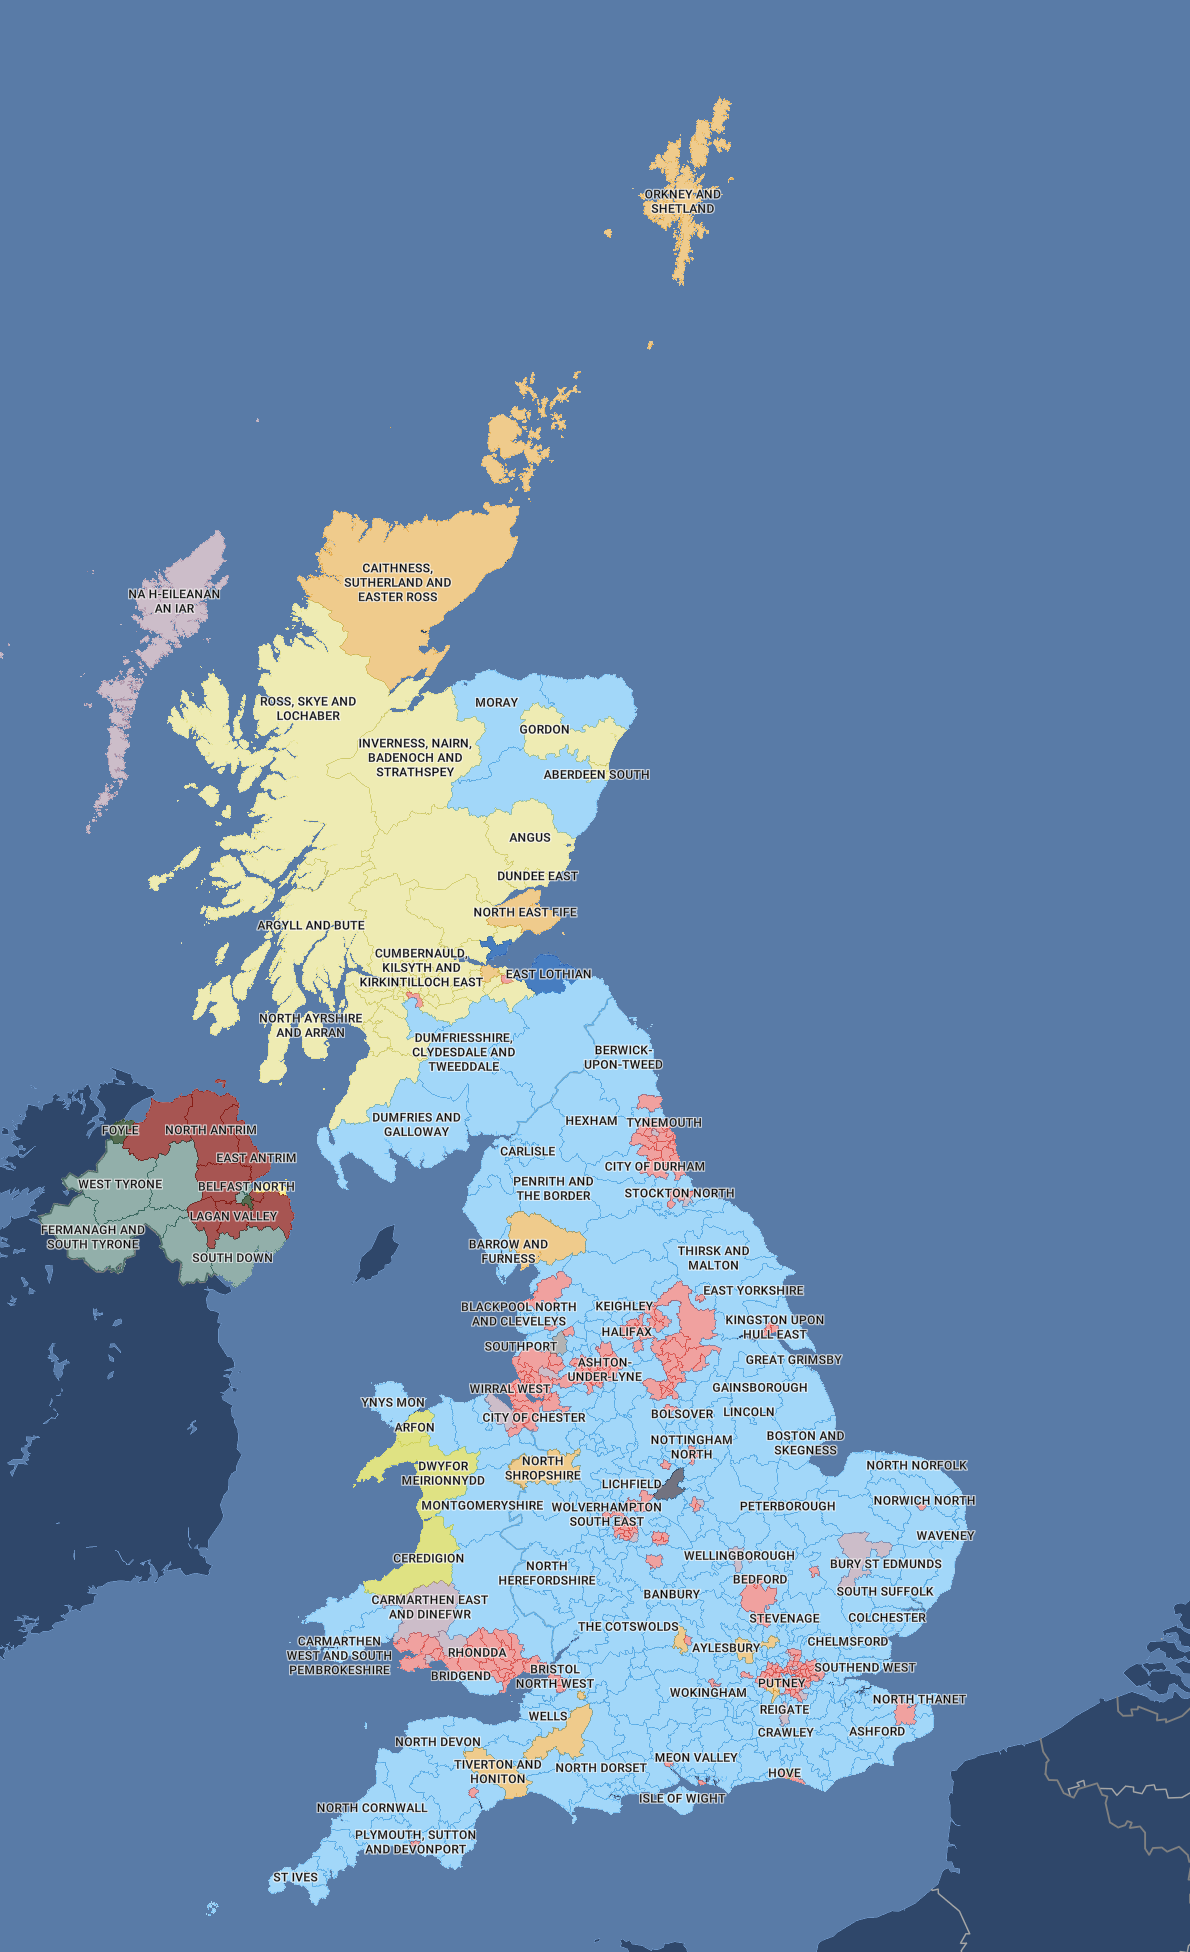 ORKNEY AND
SHETLAND
CAITHNESS,
SUTHERLAND AND
EASTER ROSS
NA H-EILEANAN
AN IAR
ROSS, SKYE AND
LOCHABER
MORAY
GORDON
INVERNESS, NAIRN,
BADENOCH AND
STRATHSPEY
ABERDEEN SOUTH
ANGUS
DUNDEE EAST
NORTH EAST FIFE
ARGYLL AND BUTE
CUMBERNAULD,
KILSYTH AND
KIRKINTILLOCH EAST
EAST LOTHIAN
NORTH AYRSHIRE
AND ARRAN
DUMFRIESSHIRE,
CLYDESDALE AND
TWEEDDALE
BERWICK-
UPON-TWEED
DUMFRIES AND
GALLOWAY
HEXHAM
TYNEMOUTH
FOYLE
NORTH ANTRIM
EAST ANTRIM
CARLISLE
CITY OF DURHAM
WEST TYRONE
BELFAST NORTH
PENRITH AND
THE BORDER
STOCKTON NORTH
LAGAN VALLEY
FERMANAGH AND
SOUTH TYRONE
SOUTH DOWN
BARROW AND
FURNESS
THIRSK AND
MALTON
EAST YORKSHIRE
BLACKPOOL NORTH
AND CLEVELEYS
KEIGHLEY
KINGSTON UPON
HULL EAST
HALIFAX
SOUTHPORT
ASHTON-
UNDER-LYNE
GREAT GRIMSBY
WIRRAL WEST
GAINSBOROUGH
YNYS MON
CITY OF CHESTER
BOLSOVER
LINCOLN
ARFON
NOTTINGHAM
NORTH
BOSTON AND
SKEGNESS
DWYFOR
MEIRIONNYDD
NORTH
SHROPSHIRE
NORTH NORFOLK
LICHFIELD
MONTGOMERYSHIRE
WOLVERHAMPTON
SOUTH EAST
PETERBOROUGH
NORWICH NORTH
WAVENEY
CEREDIGION
NORTH
HEREFORDSHIRE
WELLINGBOROUGH
BURY ST EDMUNDS
BEDFORD
CARMARTHEN EAST
AND DINEFWR
BANBURY
SOUTH SUFFOLK
STEVENAGE
COLCHESTER
THE COTSWOLDS
AYLESBURY
CHELMSFORD
CARMARTHEN
WEST AND SOUTH
PEMBROKESHIRE
RHONDDA
BRIDGEND
BRISTOL
NORTH WEST
SOUTHEND WEST
PUTNEY
WOKINGHAM
NORTH THANET
REIGATE
WELLS
CRAWLEY
ASHFORD
NORTH DEVON
TIVERTON AND
HONITON
MEON VALLEY
NORTH DORSET
HOVE
ISLE OF WIGHT
NORTH CORNWALL
PLYMOUTH, SUTTON
AND DEVONPORT
ST IVES